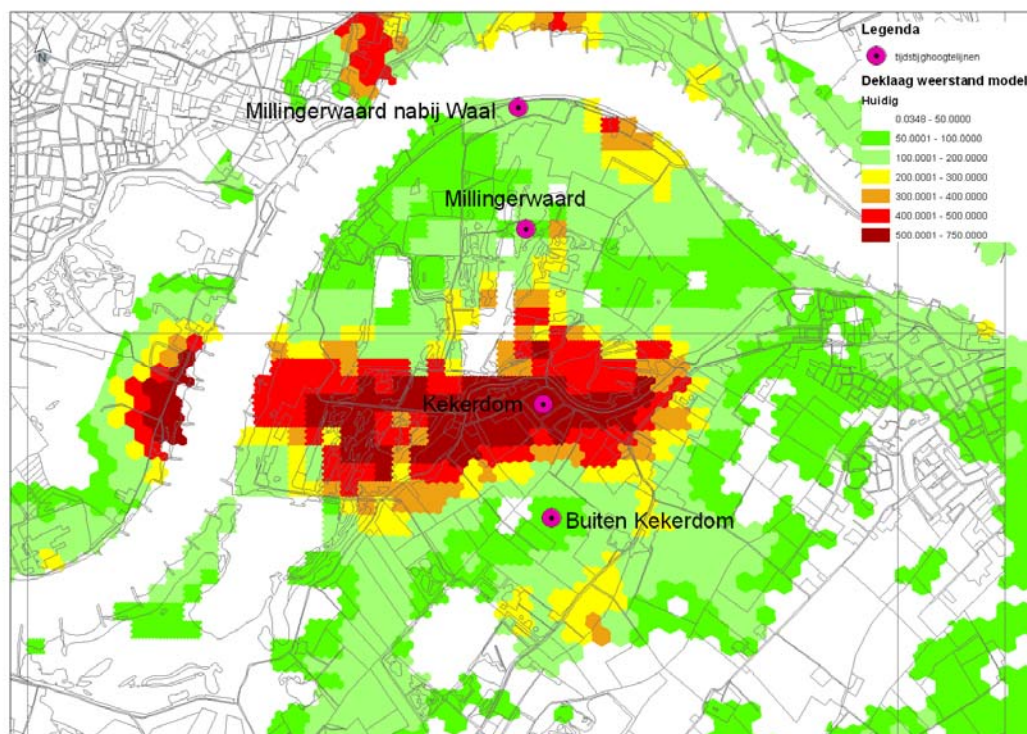 N
Legenda
tijdstijghoogtelijnen
Deklaag weerstand model
Huidig
0.0348 - 50.0000
50.0001 - 100.0000
100.0001 - 200.0000
200.0001 - 300.0000
300.0001 - 400.0000
400.0001 - 500.0000
500.0001 - 750.0000
Millingerwaard nabij Waal
Millingerwaard
Kekerdom
Buiten Kekerdom